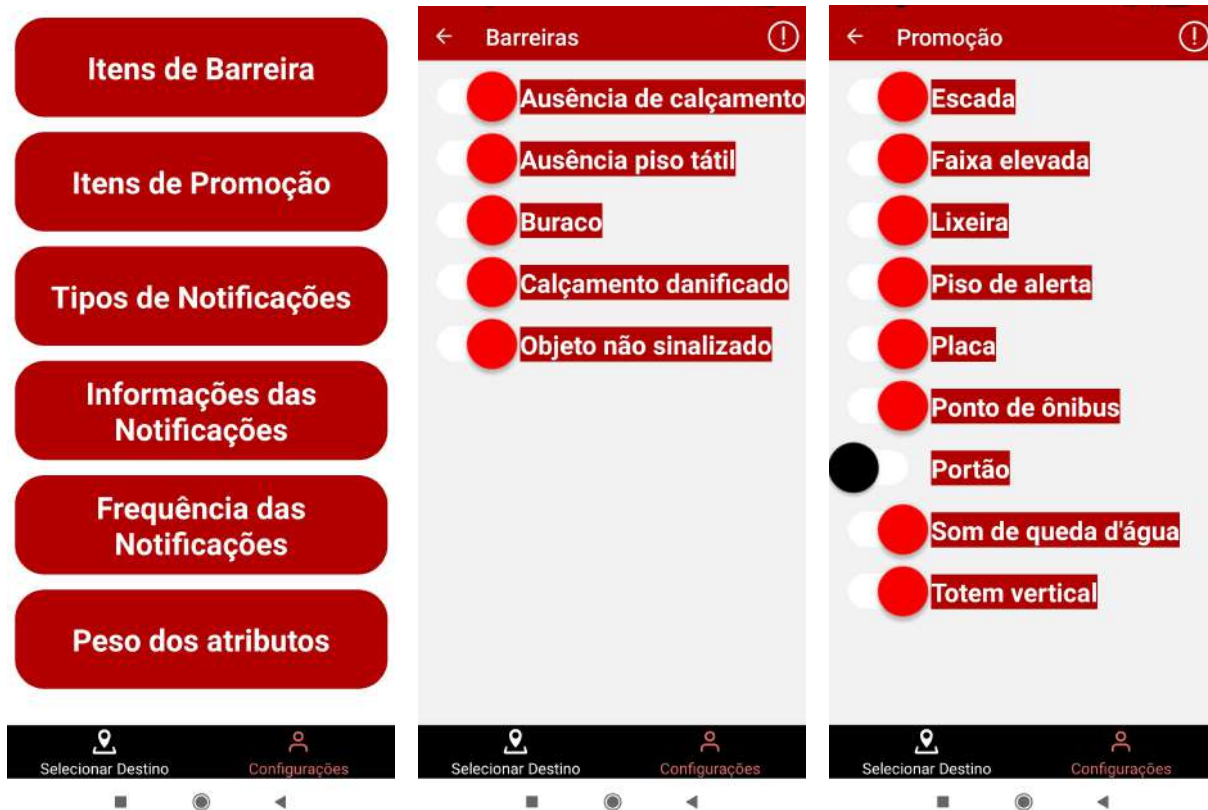 Itens de Barreira
Itens de Promoção
Tipos de Notificações
Informações das
Notificações
Frequência das
Notificações
Peso dos atributos
Selecionar Destino
Configurações
Barreiras
Ausência de calçamento
Ausência piso tátil
Buraco
Calçamento danificado
Objeto não sinalizado
Selecionar Destino
Configurações
Promoção
Escada
Faixa elevada
Lixeira
Piso de alerta
Placa
Ponto de ônibus
Portão
Som de queda d'água
Totem vertical
Selecionar Destino
Configurações